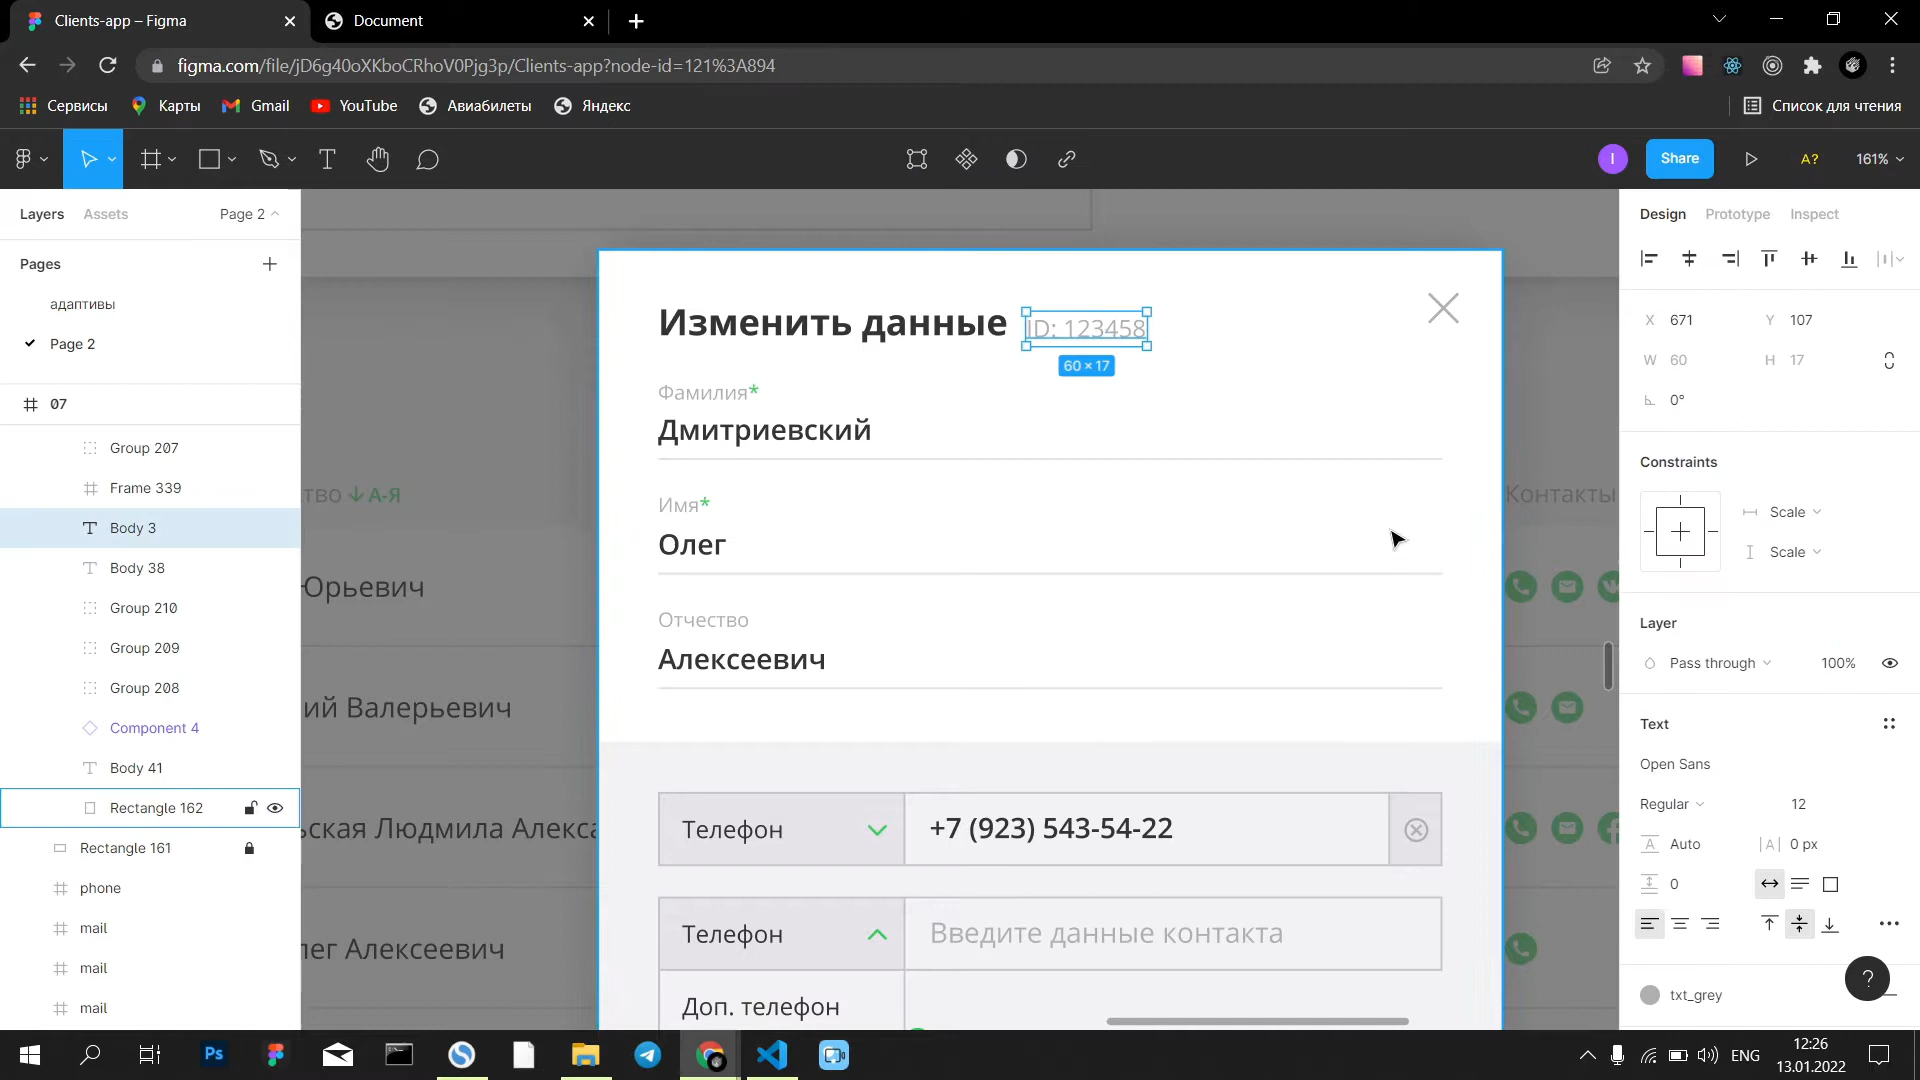 Clients-app – Figma
Document
figma.com/file/jD6g40oXKboCRhoV0Pjg3p/Clients-app?node-id=121%3A894
Сервисы
Карты
Gmail
YouTube
Авиабилеты
Яндекс
Список для чтения
I
Share
A?
161%
Layers
Assets
Page 2
Pages
адаптивы
Page 2
07
Group 207
Frame 339
Body 3
Body 38
Group 210
Group 209
Group 208
Component 4
Body 41
Rectangle 162
Rectangle 161
phone
mail
mail
mail
тво А-Я
Юрьевич
ий Валерьевич
ьская Людмила Алекса
лег Алексеевич
Контакты
Изменить данные
ID: 123458
60 × 17
Фамилия*
Дмитриевский
Имя*
Олег
Отчество
Алексеевич
Телефон
+7 (923) 543-54-22
Телефон
Введите данные контакта
Доп. телефон
Design
Prototype
Inspect
X 671
Y 107
W 60
H 17
0°
Constraints
Scale
Scale
Layer
Pass through
100%
Text
Open Sans
Regular
12
Auto
0 px
0
txt_grey
?
Ps
ENG
12:26
13.01.2022